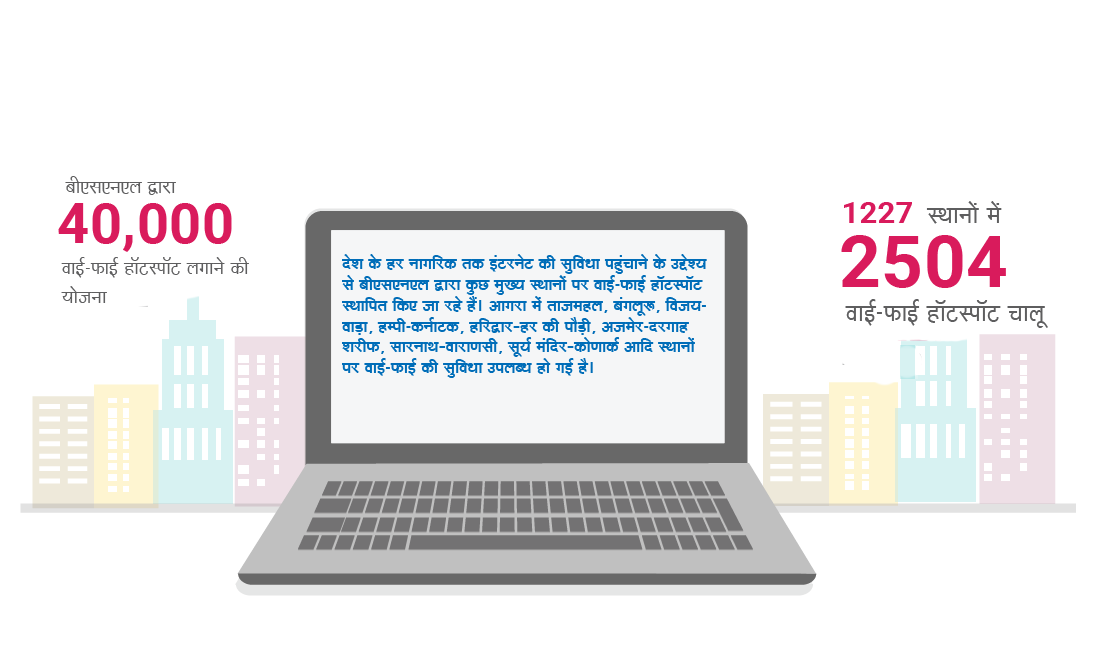 बीएसएनएल द्वारा
40,000
वाई-फाई हॉटस्पॉट लगाने की
योजना
देश के हर नागरिक तक इंटरनेट की सुविधा पहुंचाने के उद्देश्य
से बीएसएनएल द्वारा कुछ मुख्य स्थानों पर वाई-फाई हॉटस्पॉट
स्थापित किए जा रहे हैं। आगरा में ताजमहल, बंगलूरू, विजय-
वाड़ा, हम्पी-कर्नाटक, हरिद्वार–हर की पौड़ी, अजमेर-दरगाह
शरीफ, सारनाथ–वाराणसी, सूर्य मंदिर–कोणार्क आदि स्थानों
पर वाई-फाई की सुविधा उपलब्ध हो गई है।
1227 स्थानों में
2504
वाई-फाई हॉटस्पॉट चालू